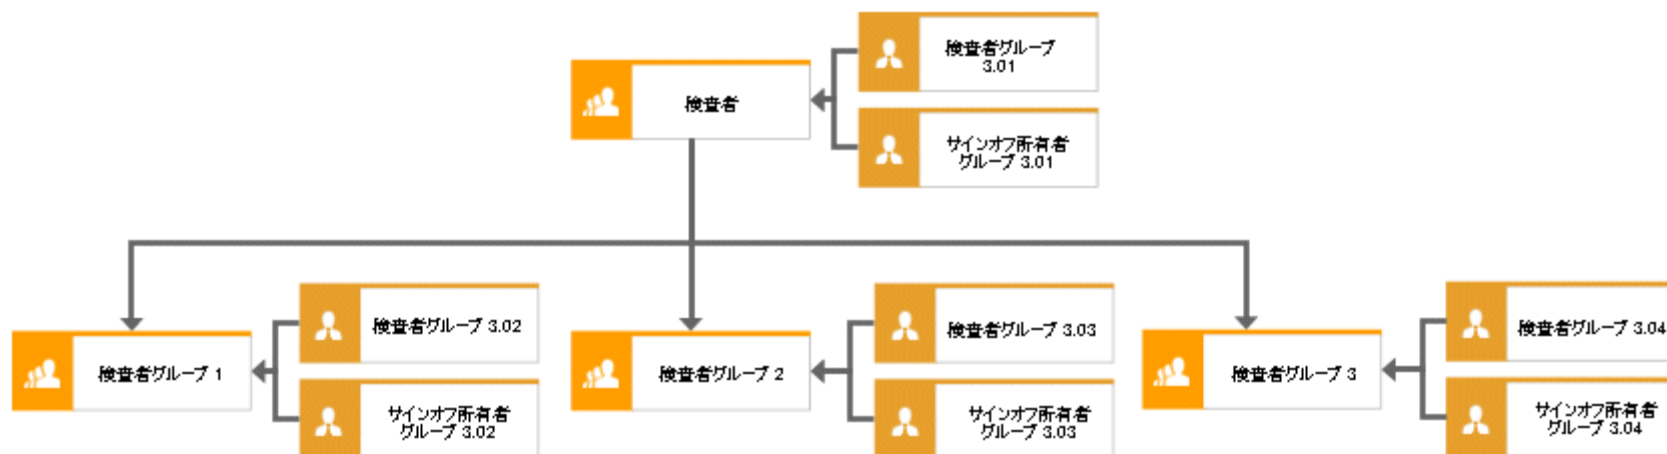 検査者グループ
3.01
検査者
サインオフ所有者
グループ 3.01
検査者グループ 3.02
検査者グループ 3.03
検査者グループ 3.04
検査者グループ 1
検査者グループ 2
検査者グループ 3
サインオフ所有者
グループ 3.02
サインオフ所有者
グループ 3.03
サインオフ所有者
グループ 3.04